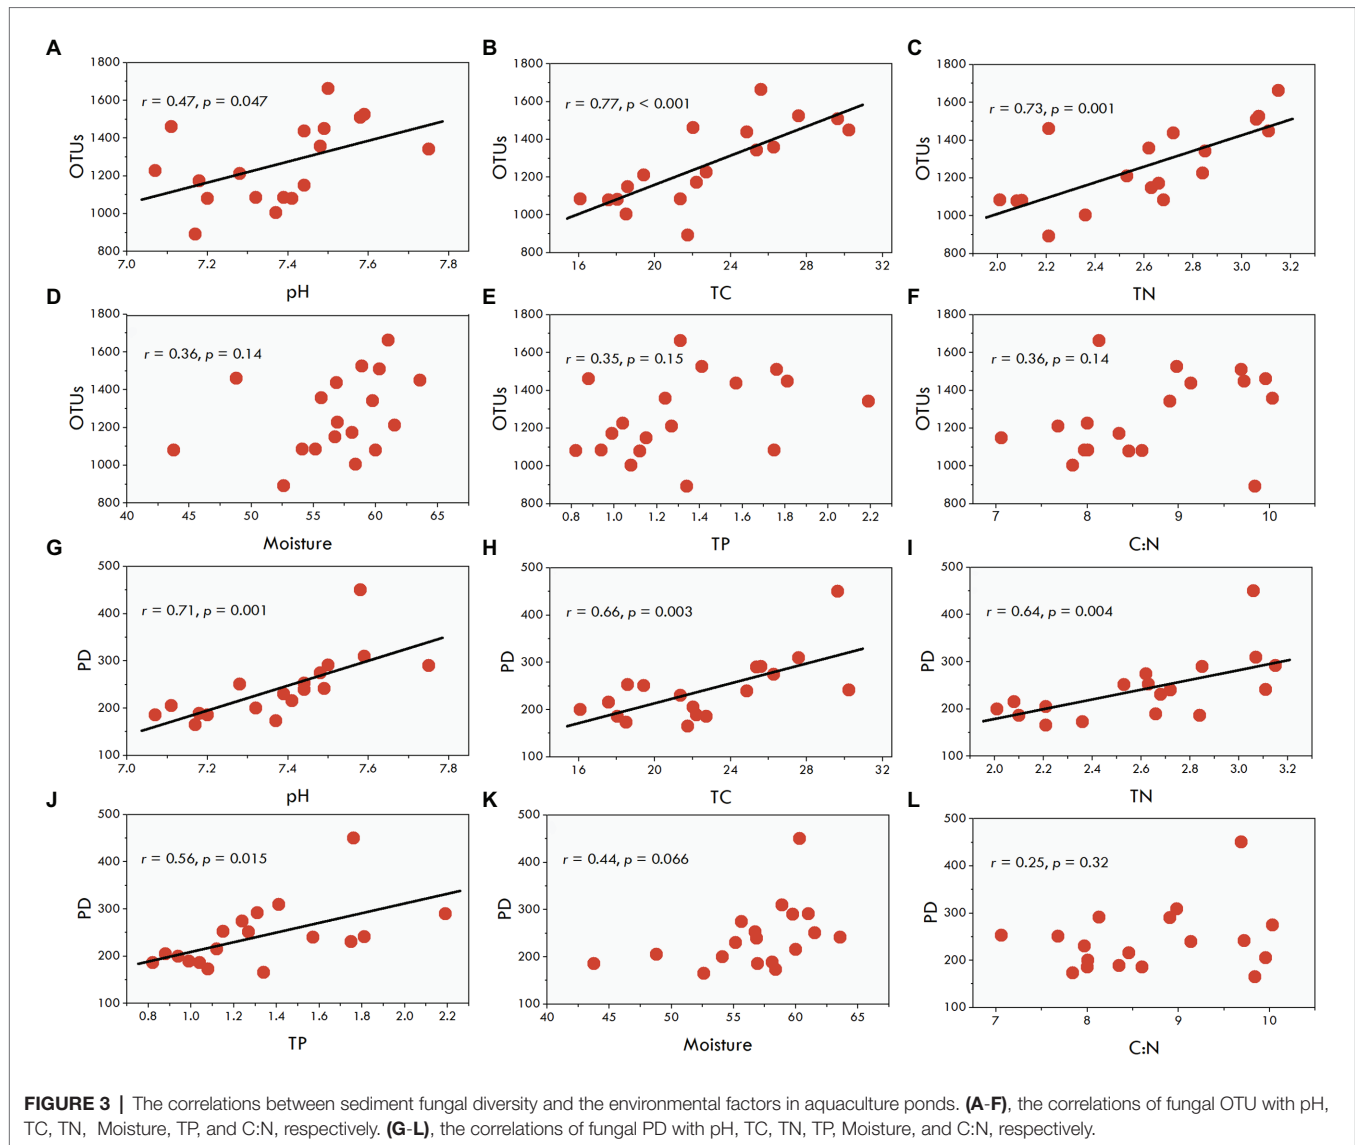 A
B
C
1800
1600
1400
1200
1000
800
OTUs
r = 0.47, p = 0.047
7.0 7.2 7.4 7.6 7.8
pH
1800
1600
1400
1200
1000
800
OTUs
r = 0.77, p < 0.001
16 20 24 28 32
TC
1800
1600
1400
1200
1000
800
OTUs
r = 0.73, p = 0.001
2.0 2.2 2.4 2.6 2.8 3.0 3.2
TN
D
E
F
1800
1600
1400
1200
1000
800
OTUs
r = 0.36, p = 0.14
40 45 50 55 60 65
Moisture
1800
1600
1400
1200
1000
800
OTUs
r = 0.35, p = 0.15
0.8 1.0 1.2 1.4 1.6 1.8 2.0 2.2
TP
1800
1600
1400
1200
1000
800
OTUs
r = 0.36, p = 0.14
7 8 9 10
C:N
G
H
I
500
400
300
200
100
PD
r = 0.71, p = 0.001
7.0 7.2 7.4 7.6 7.8
pH
500
400
300
200
100
PD
r = 0.66, p = 0.003
16 20 24 28 32
TC
500
400
300
200
100
PD
r = 0.64, p = 0.004
2.0 2.2 2.4 2.6 2.8 3.0 3.2
TN
J
K
L
500
400
300
200
100
PD
r = 0.56, p = 0.015
0.8 1.0 1.2 1.4 1.6 1.8 2.0 2.2
TP
500
400
300
200
100
PD
r = 0.44, p = 0.066
40 45 50 55 60 65
Moisture
500
400
300
200
100
PD
r = 0.25, p = 0.32
7 8 9 10
C:N
FIGURE 3 | The correlations between sediment fungal diversity and the environmental factors in aquaculture ponds. (A-F), the correlations of fungal OTU with pH,
TC, TN, Moisture, TP, and C:N, respectively. (G-L), the correlations of fungal PD with pH, TC, TN, TP, Moisture, and C:N, respectively.